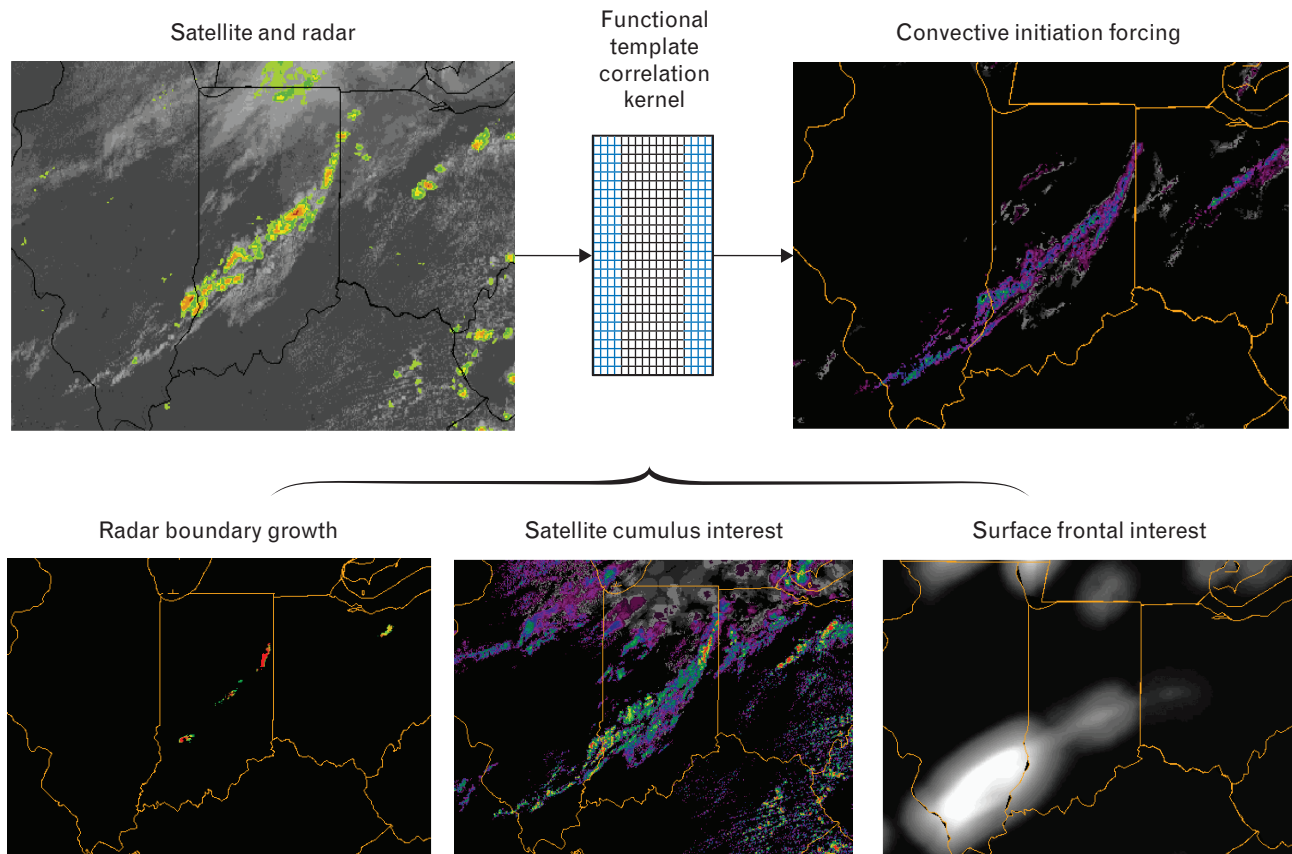 Satellite and radar
Functional
template
correlation
kernel
Convective initiation forcing
Radar boundary growth
Satellite cumulus interest
Surface frontal interest